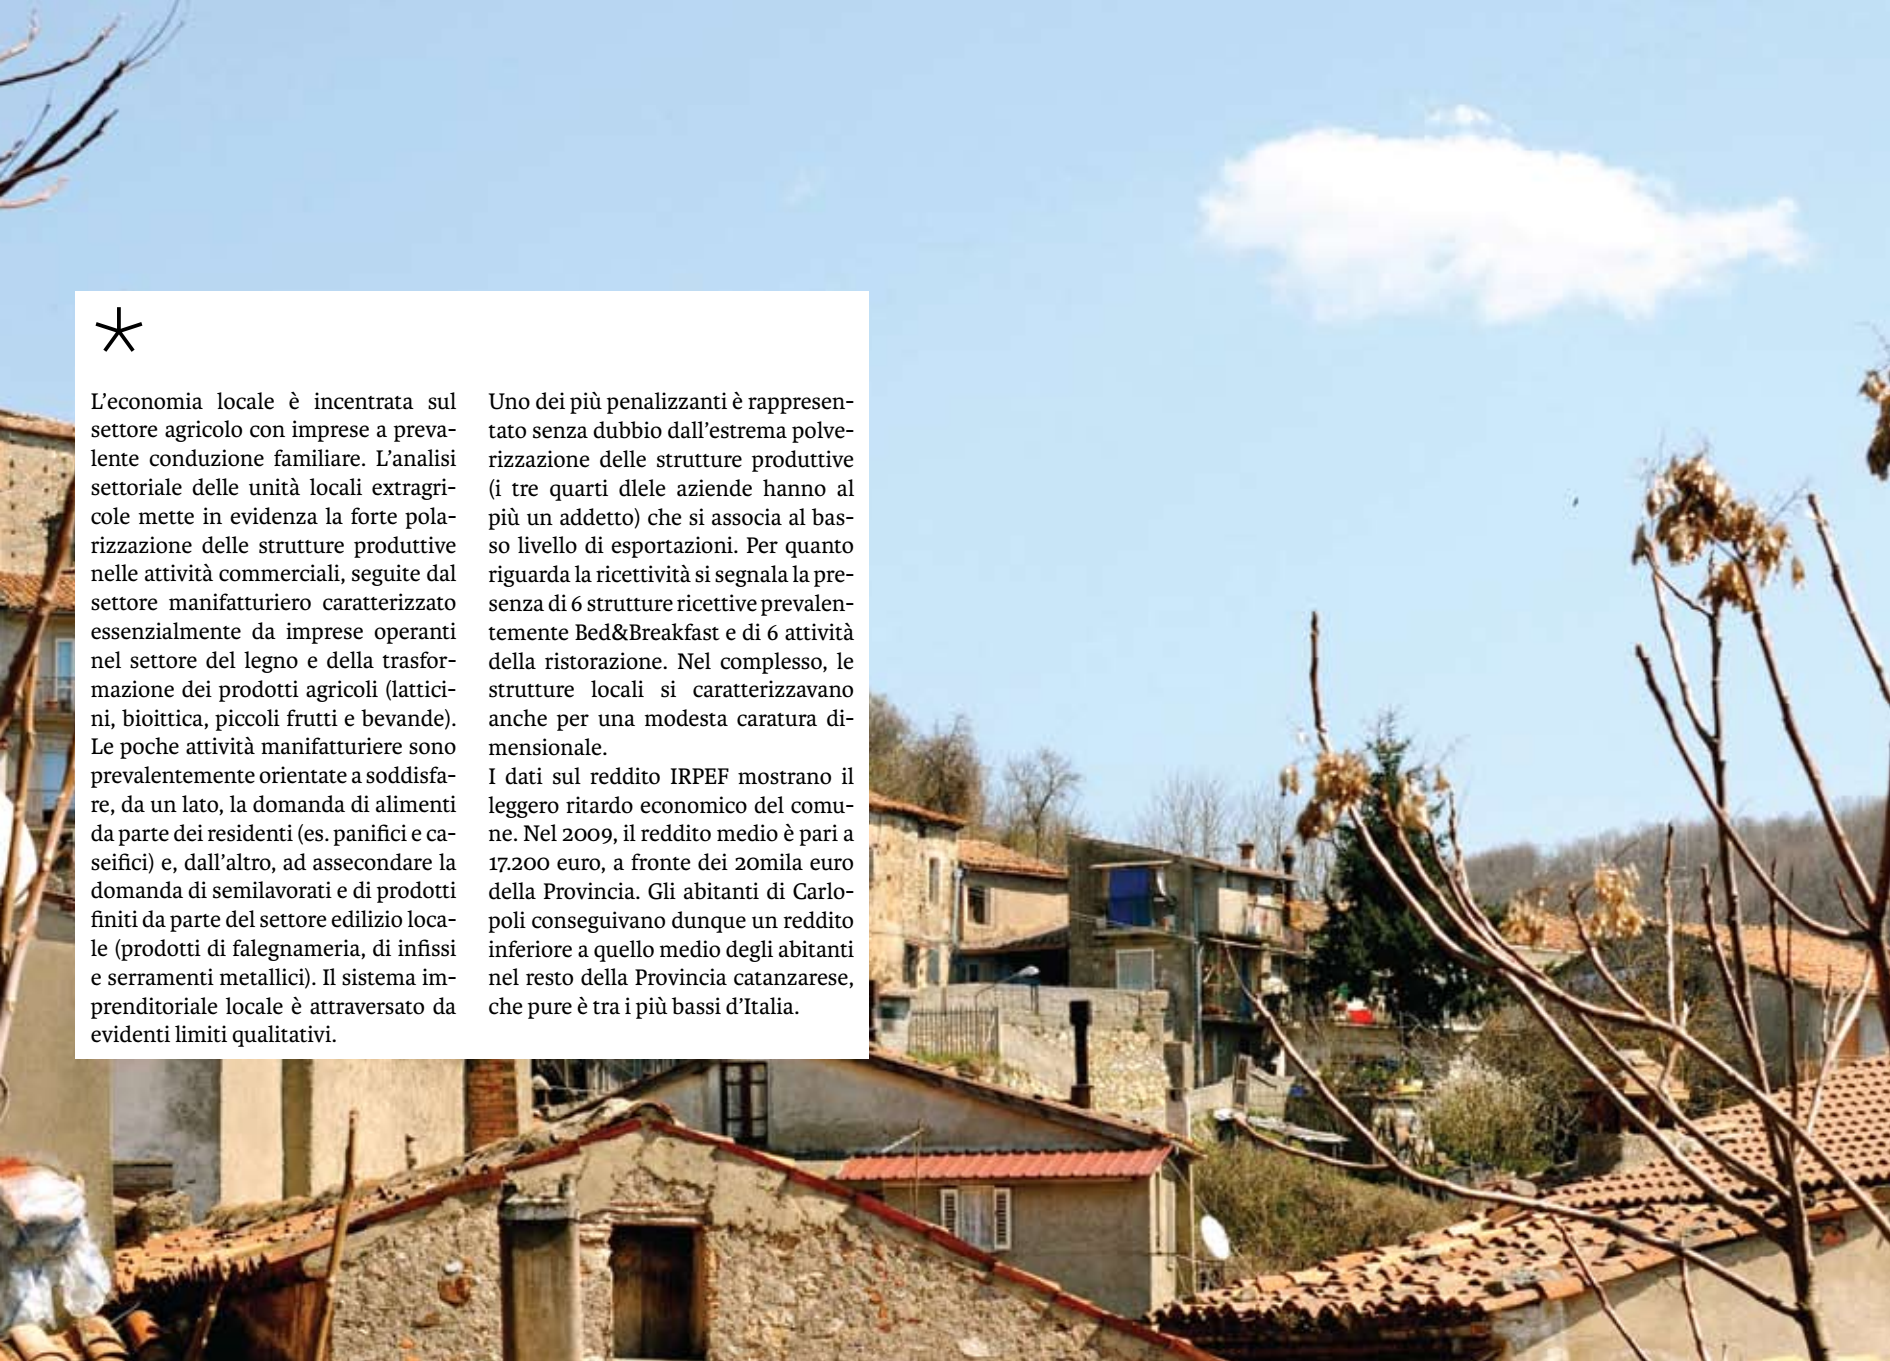 L’economia locale è incentrata sul
settore agricolo con imprese a preva-
lente conduzione familiare. L’analisi
settoriale delle unità locali extragri-
cole mette in evidenza la forte pola-
rizzazione delle strutture produttive
nelle attività commerciali, seguite dal
settore manifatturiero caratterizzato
essenzialmente da imprese operanti
nel settore del legno e della trasfor-
mazione dei prodotti agricoli (lattici-
ni, bioittica, piccoli frutti e bevande).
Le poche attività manifatturiere sono
prevalentemente orientate a soddisfa-
re, da un lato, la domanda di alimenti
da parte dei residenti (es. panifici e ca-
seifici) e, dall’altro, ad assecondare la
domanda di semilavorati e di prodotti
finiti da parte del settore edilizio loca-
le (prodotti di falegnameria, di infissi
e serramenti metallici). Il sistema im-
prenditoriale locale è attraversato da
evidenti limiti qualitativi.
Uno dei più penalizzanti è rappresen-
tato senza dubbio dall’estrema polve-
rizzazione delle strutture produttive
(i tre quarti dlele aziende hanno al
più un addetto) che si associa al bas-
so livello di esportazioni. Per quanto
riguarda la ricettività si segnala la pre-
senza di 6 strutture ricettive prevalen-
temente Bed&Breakfast e di 6 attività
della ristorazione. Nel complesso, le
strutture locali si caratterizzavano
anche per una modesta caratura di-
mensionale.
I dati sul reddito IRPEF mostrano il
leggero ritardo economico del comu-
ne. Nel 2009, il reddito medio è pari a
17.200 euro, a fronte dei 20mila euro
della Provincia. Gli abitanti di Carlo-
poli conseguivano dunque un reddito
inferiore a quello medio degli abitanti
nel resto della Provincia catanzarese,
che pure è tra i più bassi d’Italia.